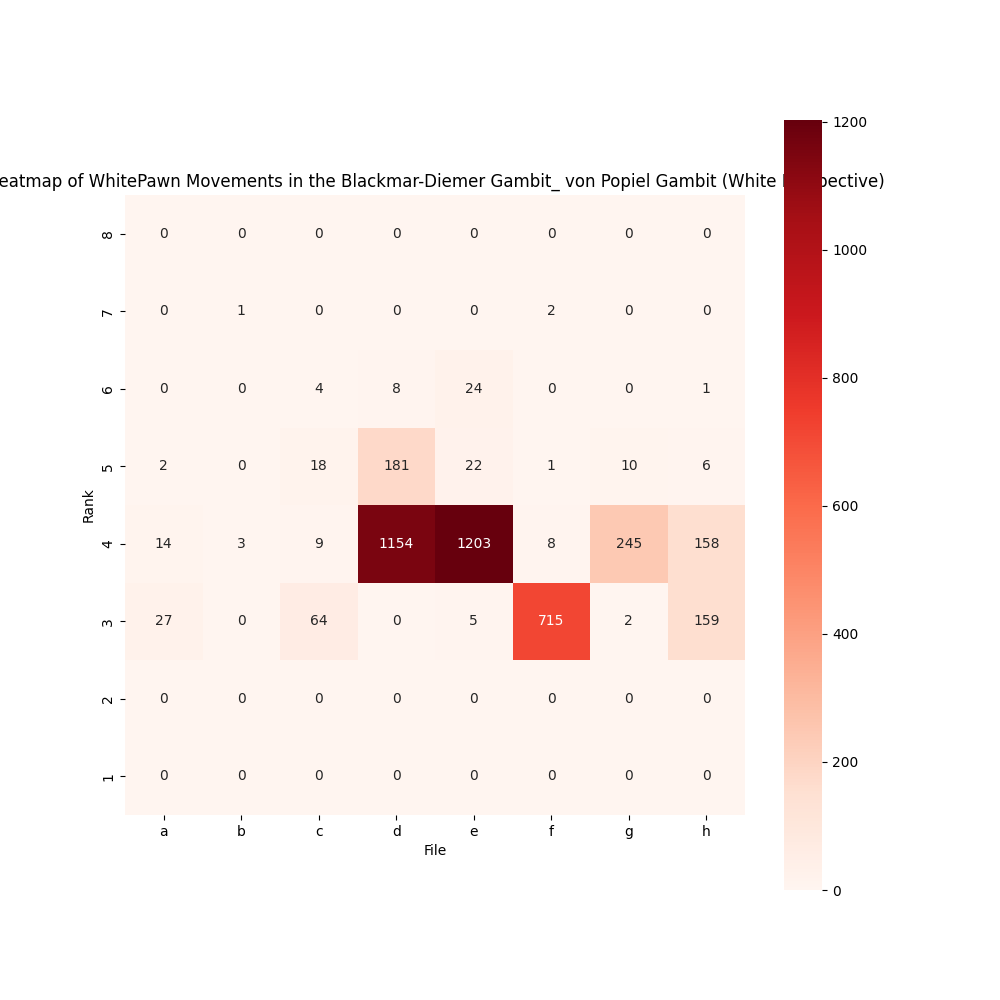 eatmap of WhitePawn Movements in the Blackmar-Diemer Gambit_ von Popiel Gambit (White pective)
1200
1000
800
600
400
200
0
8 0 0 0 0 0 0 0 0
7 0 1 0 0 0 2 0 0
6 0 0 4 8 24 0 0 1
5 2 0 18 181 22 1 10 6
4 14 3 9 1154 1203 8 245 158
3 27 0 64 0 5 715 2 159
2 0 0 0 0 0 0 0 0
1 0 0 0 0 0 0 0 0
Rank
a b c d e f g h
File